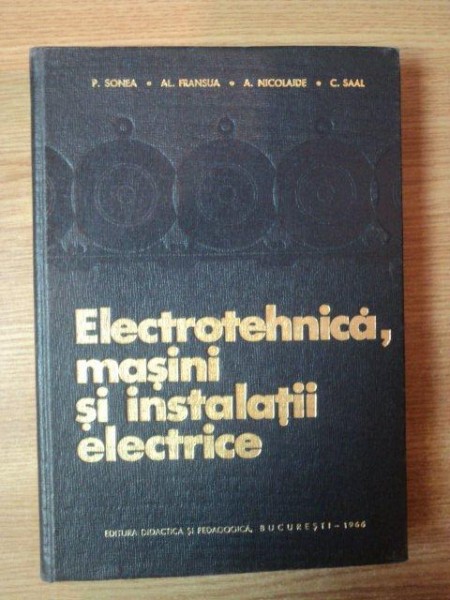 P. SONEA • AL. FRANSUA • A. NICOLAIDE • C. SAAL
Electrotehnică,
mașini
și instalații
electrice
EDITURA DIDACTICĂ ȘI PEDAGOGICĂ, BUCUREȘTI – 1966